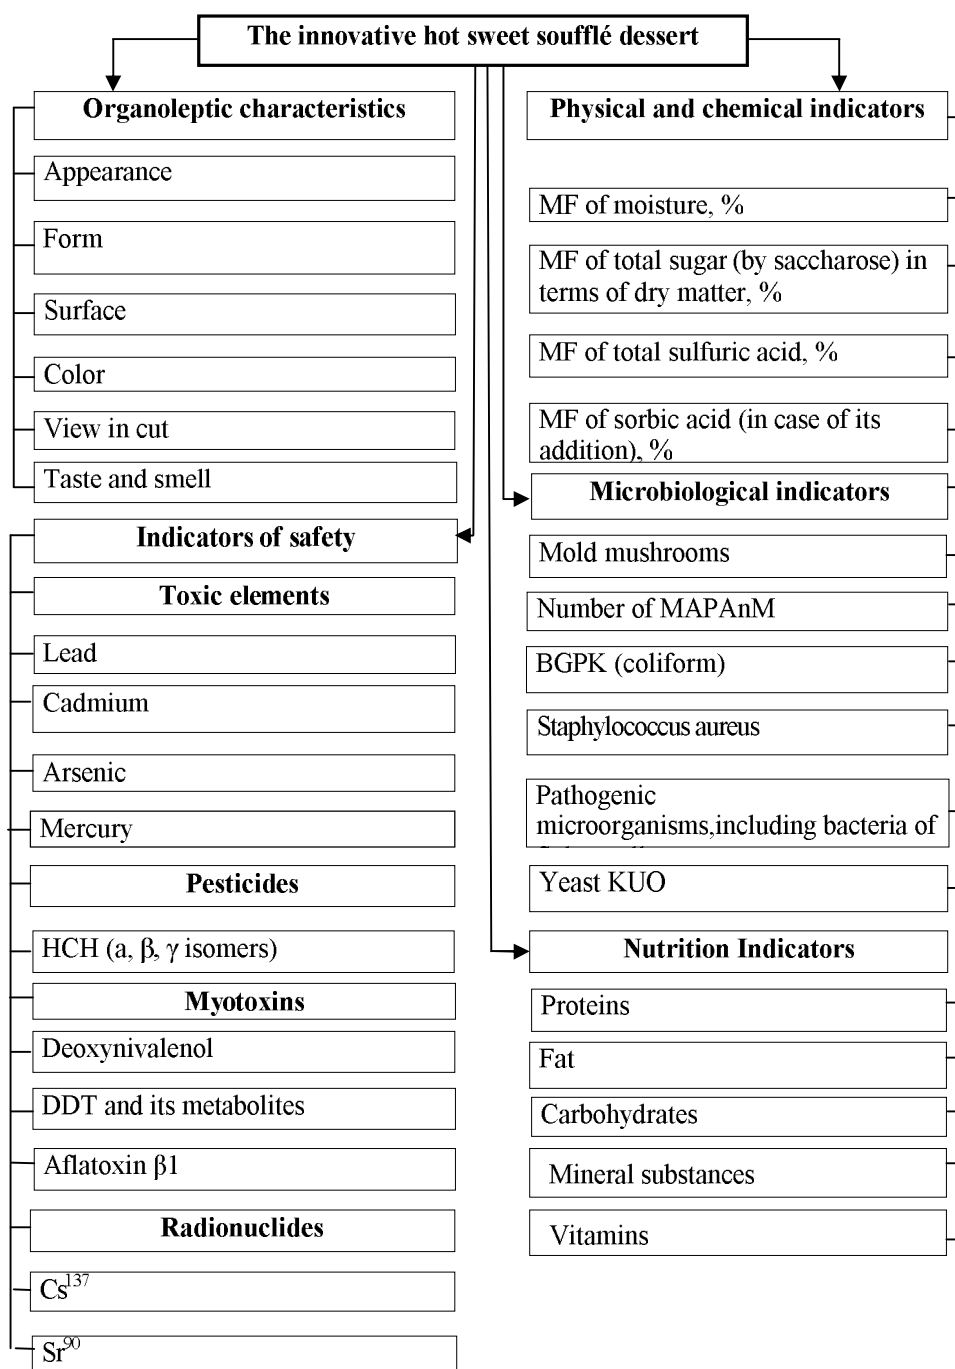 The innovative hot sweet soufflé dessert
Organoleptic characteristics
Appearance
Form
Surface
Color
View in cut
Taste and smell
Indicators of safety
Toxic elements
Lead
Cadmium
Arsenic
Mercury
Pesticides
HCH (a, β, γ isomers)
Myotoxins
Deoxynivalenol
DDT and its metabolites
Aflatoxin β1
Radionuclides
Cs137
Sr90
Physical and chemical indicators
MF of moisture, %
MF of total sugar (by saccharose) in
terms of dry matter, %
MF of total sulfuric acid, %
MF of sorbic acid (in case of its
addition), %
Microbiological indicators
Mold mushrooms
Number of MAPAnM
BGPK (coliform)
Staphylococcus aureus
Pathogenic
microorganisms,including bacteria of
Yeast KUO
Nutrition Indicators
Proteins
Fat
Carbohydrates
Mineral substances
Vitamins